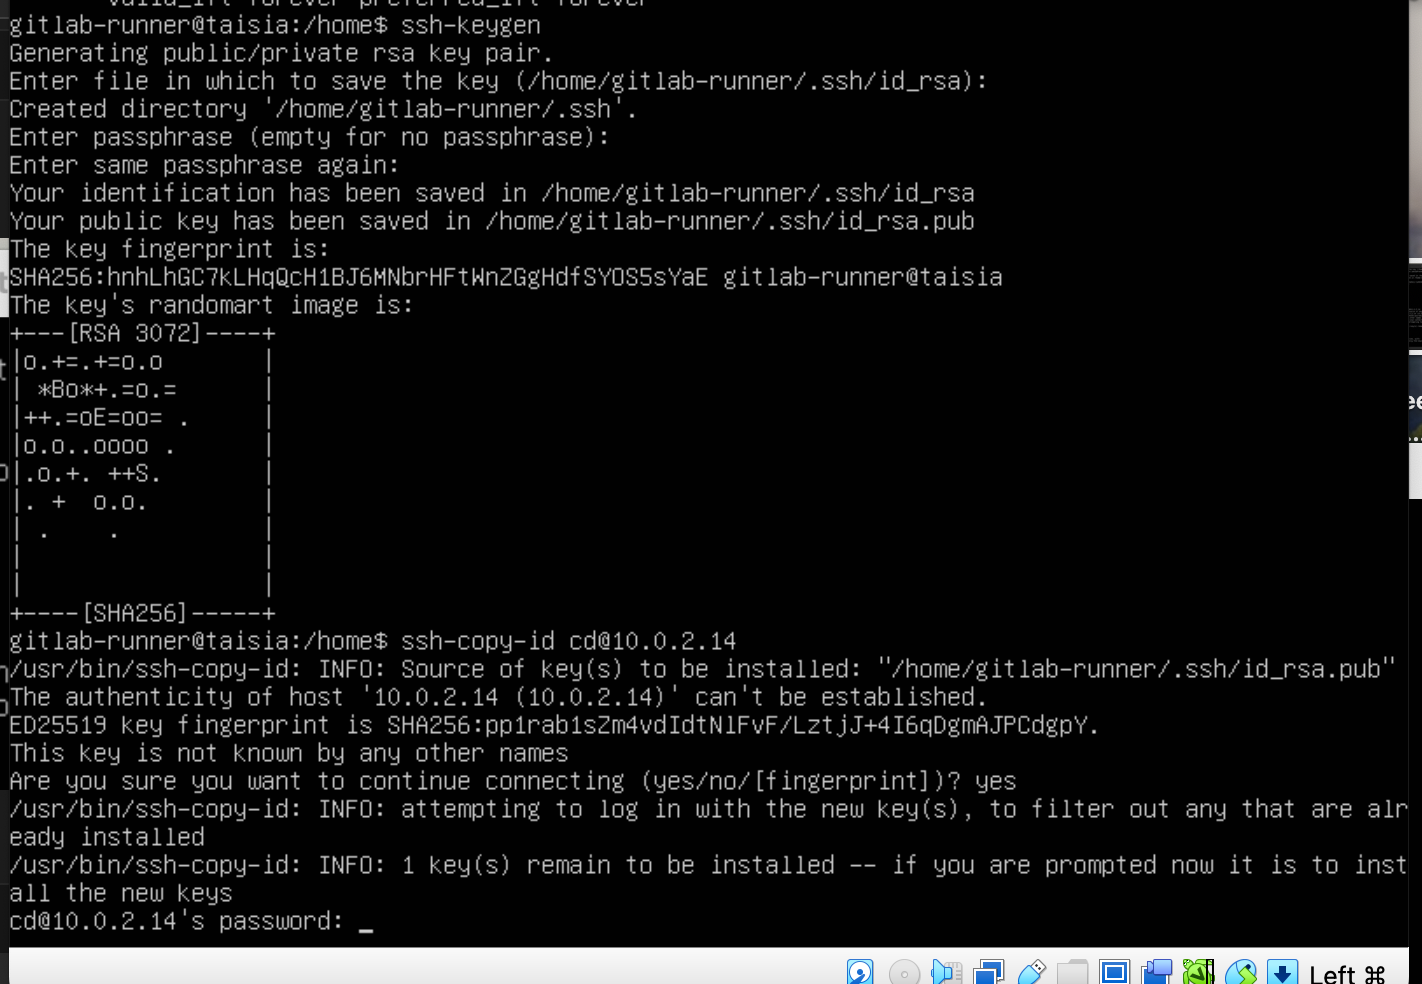 valid_lft forever preferred_lft forever
gitlab-runner@taisia:/home$ ssh-keygen
Generating public/private rsa key pair.
Enter file in which to save the key (/home/gitlab-runner/.ssh/id_rsa):
Created directory '/home/gitlab-runner/.ssh'.
Enter passphrase (empty for no passphrase):
Enter same passphrase again:
Your identification has been saved in /home/gitlab-runner/.ssh/id_rsa
Your public key has been saved in /home/gitlab-runner/.ssh/id_rsa.pub
The key fingerprint is:
SHA256:hnhLhGC7kLHqQcH1BJ6MNbrHFtWnZGgHdfSYOS5sYaE gitlab-runner@taisia
The key's randomart image is:
+---[RSA 3072]----+
|o.+=.+=o.o       |
| *Bo*+.=o.=      |
|++.=oE=oo= .     |
|o.o..oooo .      |
|.o.+. ++S.       |
|. +  o.o.        |
| .    .          |
|                 |
|                 |
+----[SHA256]-----+
gitlab-runner@taisia:/home$ ssh-copy-id cd@10.0.2.14
/usr/bin/ssh-copy-id: INFO: Source of key(s) to be installed: "/home/gitlab-runner/.ssh/id_rsa.pub"
The authenticity of host '10.0.2.14 (10.0.2.14)' can't be established.
ED25519 key fingerprint is SHA256:pp1rab1sZm4vdIdtNlFvF/LztjJ+4I6qDgmAJPCdgpY.
This key is not known by any other names
Are you sure you want to continue connecting (yes/no/[fingerprint])? yes
/usr/bin/ssh-copy-id: INFO: attempting to log in with the new key(s), to filter out any that are alr
eady installed
/usr/bin/ssh-copy-id: INFO: 1 key(s) remain to be installed -- if you are prompted now it is to inst
all the new keys
cd@10.0.2.14's password: _
Left ⌘